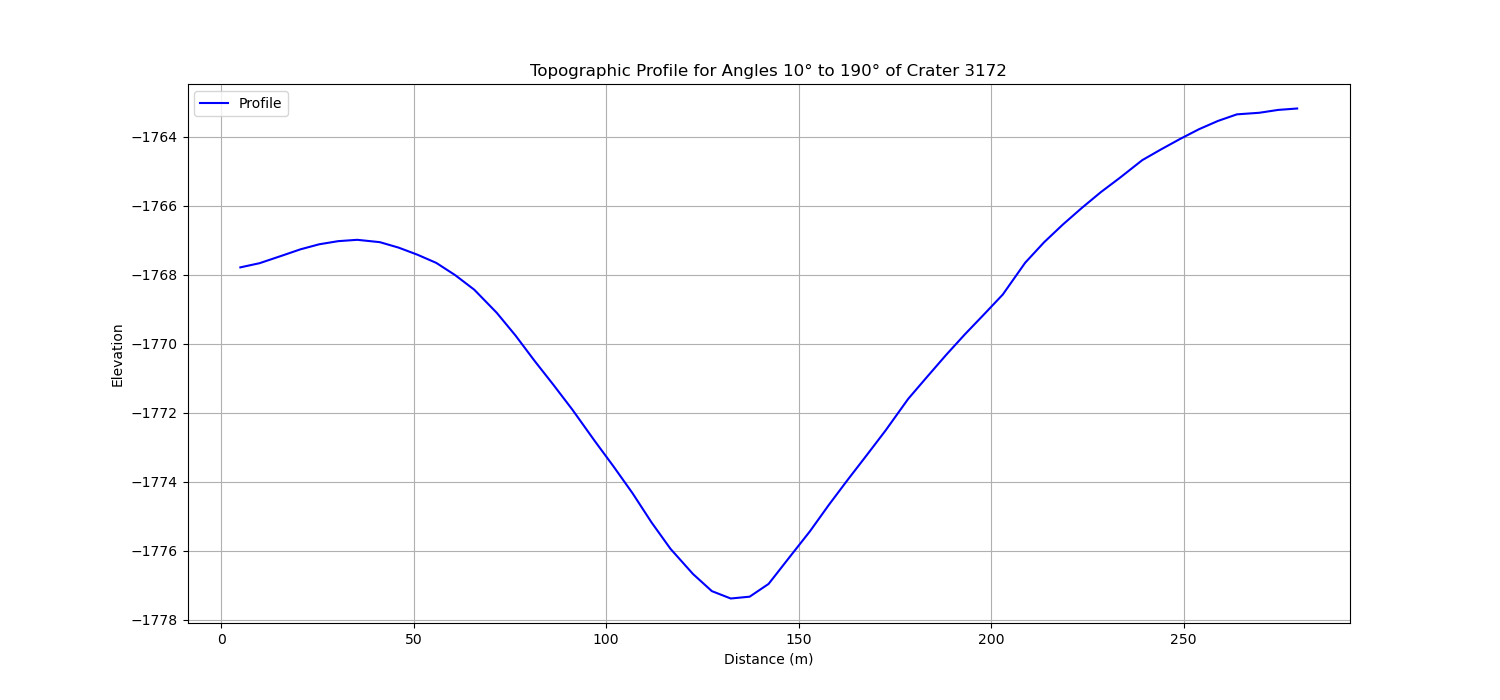 Topographic Profile for Angles 10° to 190° of Crater 3172
Profile
−1764
−1766
−1768
−1770
−1772
−1774
−1776
−1778
Elevation
0 50 100 150 200 250
Distance (m)